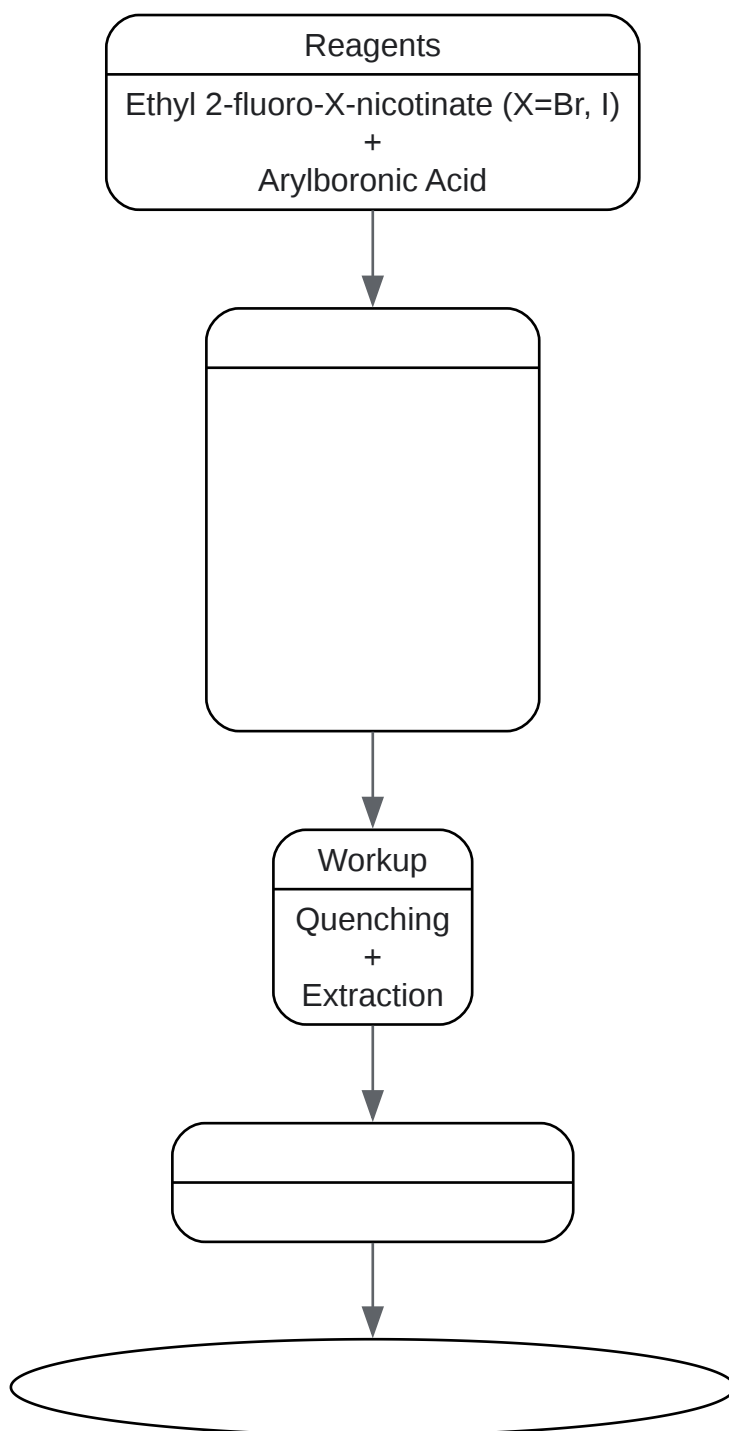 Reagents
Ethyl 2-fluoro-X-nicotinate (X=Br, I)
+
Arylboronic Acid
Workup
Quenching
+
Extraction